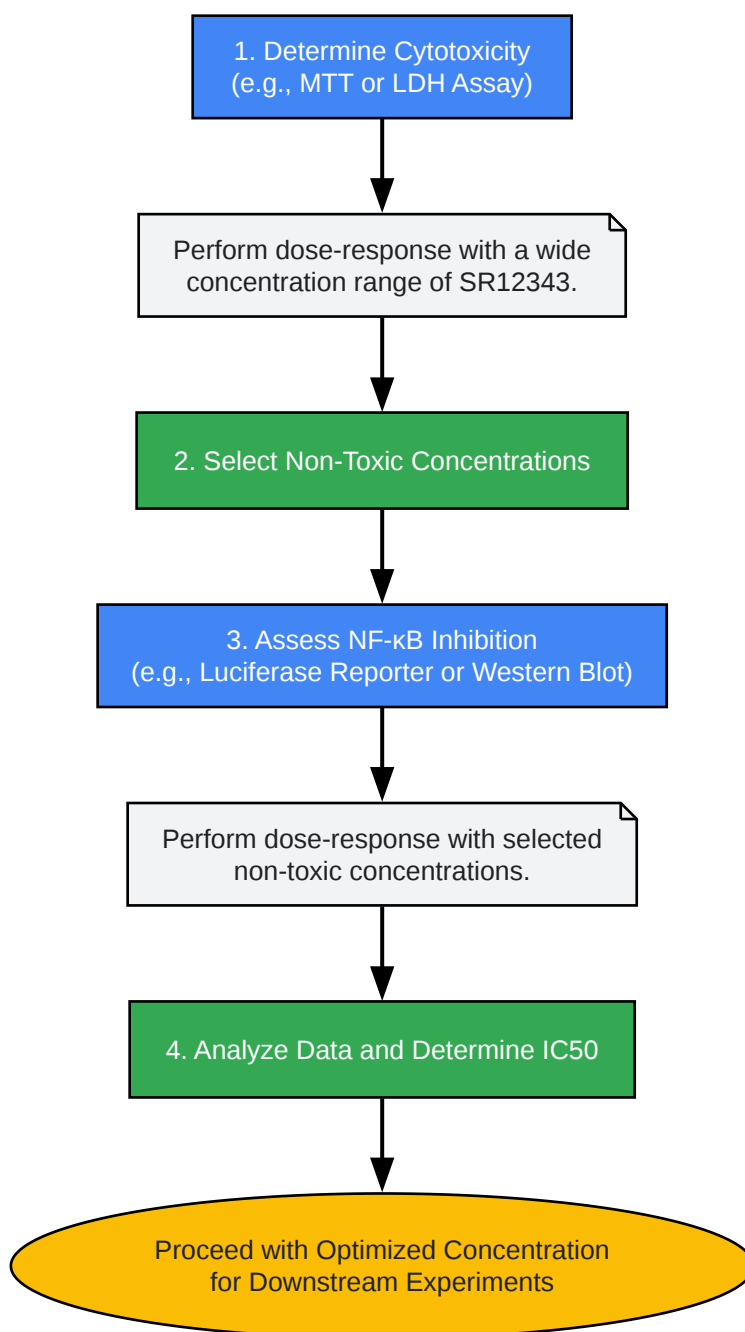 1. Determine Cytotoxicity
(e.g., MTT or LDH Assay)
Perform dose-response with a wide
concentration range of SR12343.
2. Select Non-Toxic Concentrations
3. Assess NF-κB Inhibition
(e.g., Luciferase Reporter or Western Blot)
Perform dose-response with selected
non-toxic concentrations.
4. Analyze Data and Determine IC50
Proceed with Optimized Concentration
for Downstream Experiments